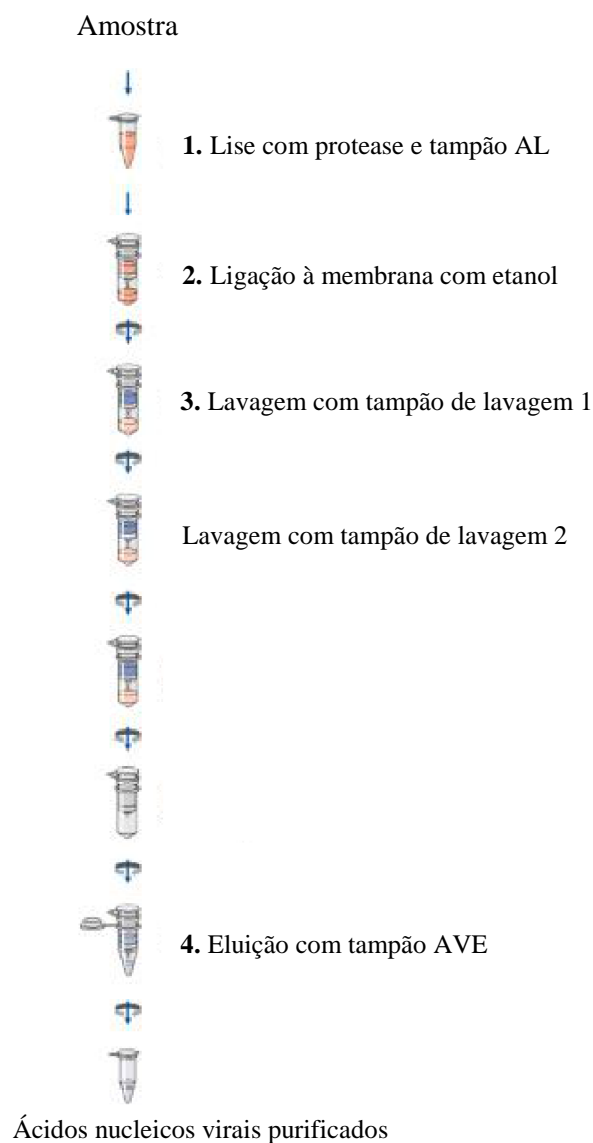 Amostra
1. Lise com protease e tampão AL
2. Ligação à membrana com etanol
3. Lavagem com tampão de lavagem 1
Lavagem com tampão de lavagem 2
4. Eluição com tampão AVE
Ácidos nucleicos virais purificados